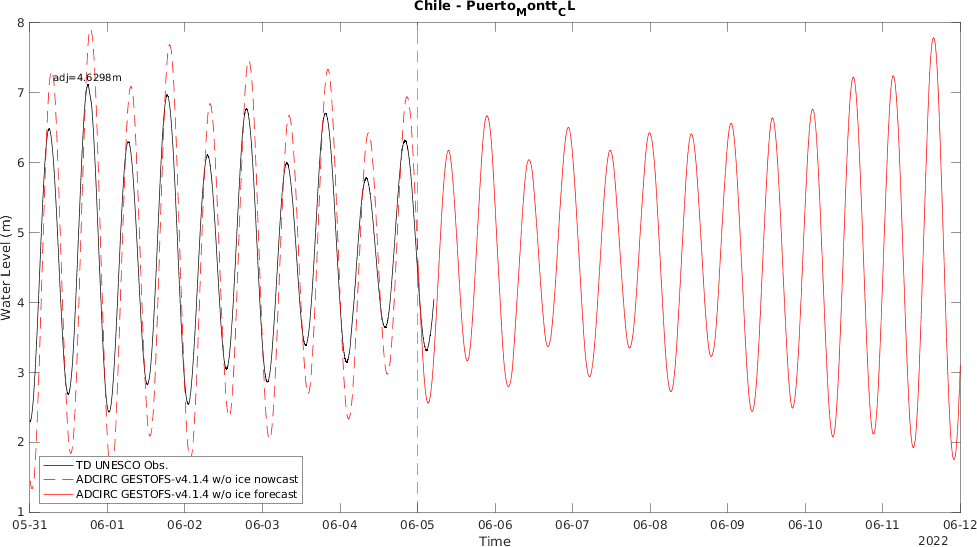 Chile - Puerto_Montt_CL
8
adj=4.6298m
7
6
5
4
3
2
1
Water Level (m)
TD UNESCO Obs.
ADCIRC GESTOFS-v4.1.4 w/o ice nowcast
ADCIRC GESTOFS-v4.1.4 w/o ice forecast
05-31 06-01 06-02 06-03 06-04 06-05 06-06 06-07 06-08 06-09 06-10 06-11 06-12
Time
2022